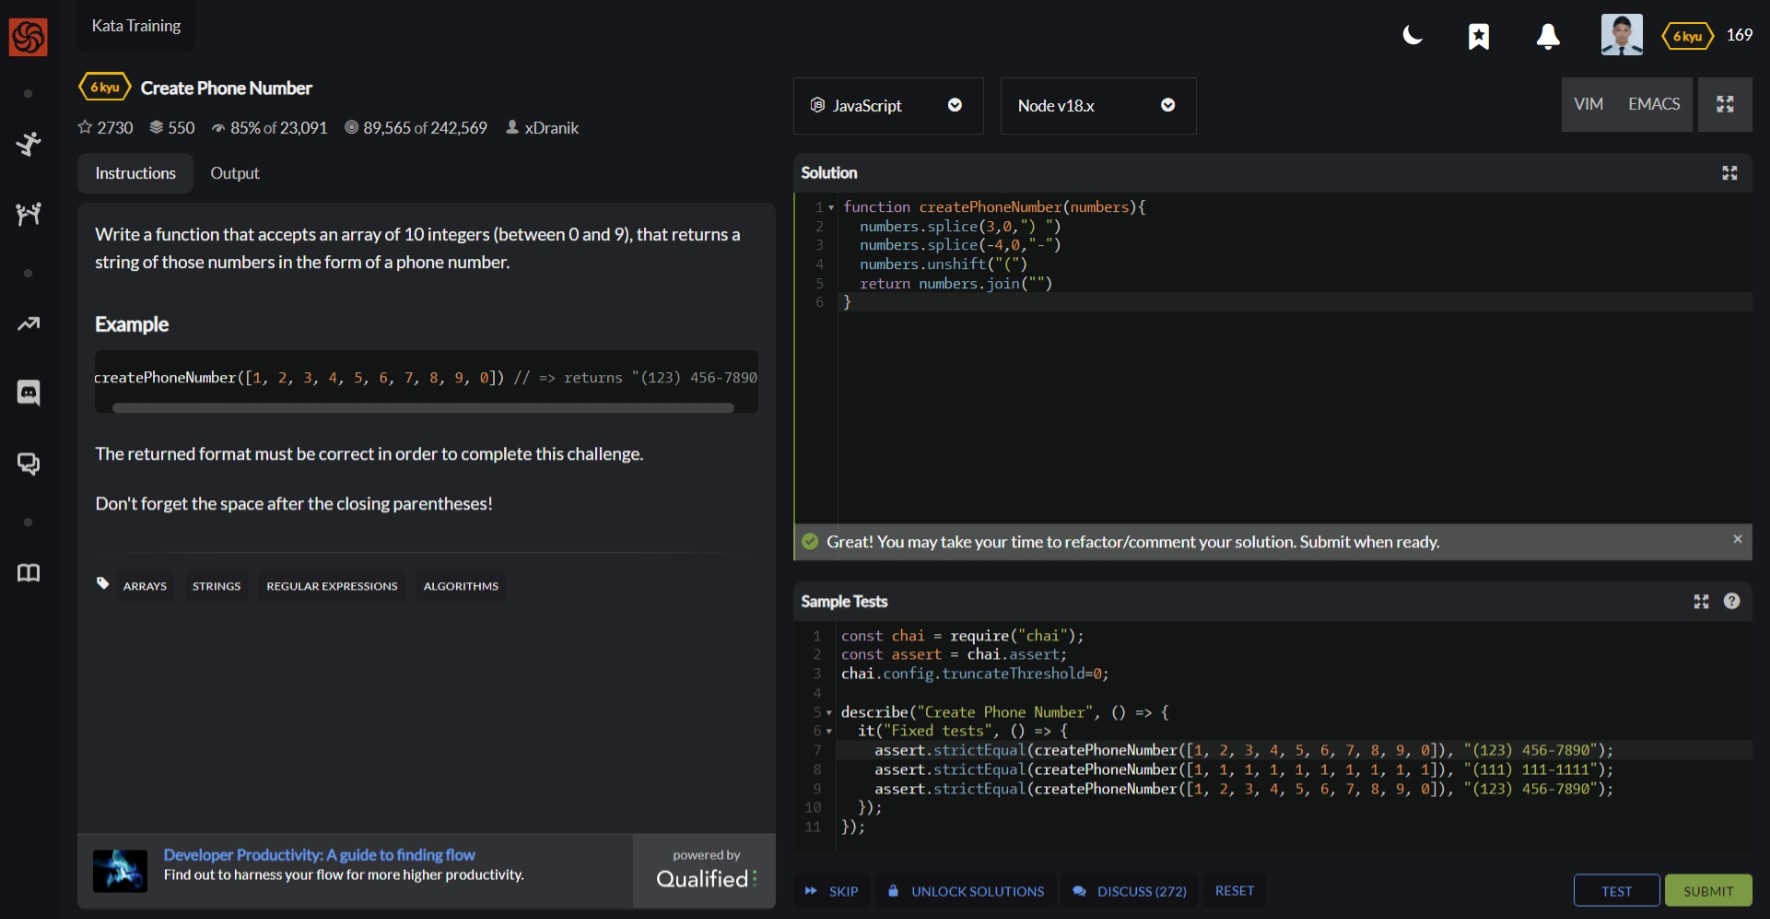 Kata Training
6 kyu
169
6 kyu Create Phone Number
2730 550 85% of 23,091 89,565 of 242,569 xDranik
JavaScript
Node v18.x
VIM EMACS
Instructions Output
Write a function that accepts an array of 10 integers (between 0 and 9), that returns a
string of those numbers in the form of a phone number.
Example
createPhoneNumber([1, 2, 3, 4, 5, 6, 7, 8, 9, 0]) // => returns "(123) 456-7890
The returned format must be correct in order to complete this challenge.
Don't forget the space after the closing parentheses!
ARRAYS STRINGS REGULAR EXPRESSIONS ALGORITHMS
Developer Productivity: A guide to finding flow
Find out to harness your flow for more higher productivity.
powered by
Qualified
Solution
1 function createPhoneNumber(numbers){
2 numbers.splice(3,0,") ")
3 numbers.splice(-4,0,"-")
4 numbers.unshift("(")
5 return numbers.join("")
6 }
Great! You may take your time to refactor/comment your solution. Submit when ready.
Sample Tests
1 const chai = require("chai");
2 const assert = chai.assert;
3 chai.config.truncateThreshold=0;
4
5 describe("Create Phone Number", () => {
6 it("Fixed tests", () => {
7 assert.strictEqual(createPhoneNumber([1, 2, 3, 4, 5, 6, 7, 8, 9, 0]), "(123) 456-7890");
8 assert.strictEqual(createPhoneNumber([1, 1, 1, 1, 1, 1, 1, 1, 1, 1]), "(111) 111-1111");
9 assert.strictEqual(createPhoneNumber([1, 2, 3, 4, 5, 6, 7, 8, 9, 0]), "(123) 456-7890");
10 });
11 });
SKIP UNLOCK SOLUTIONS DISCUSS (272) RESET TEST SUBMIT